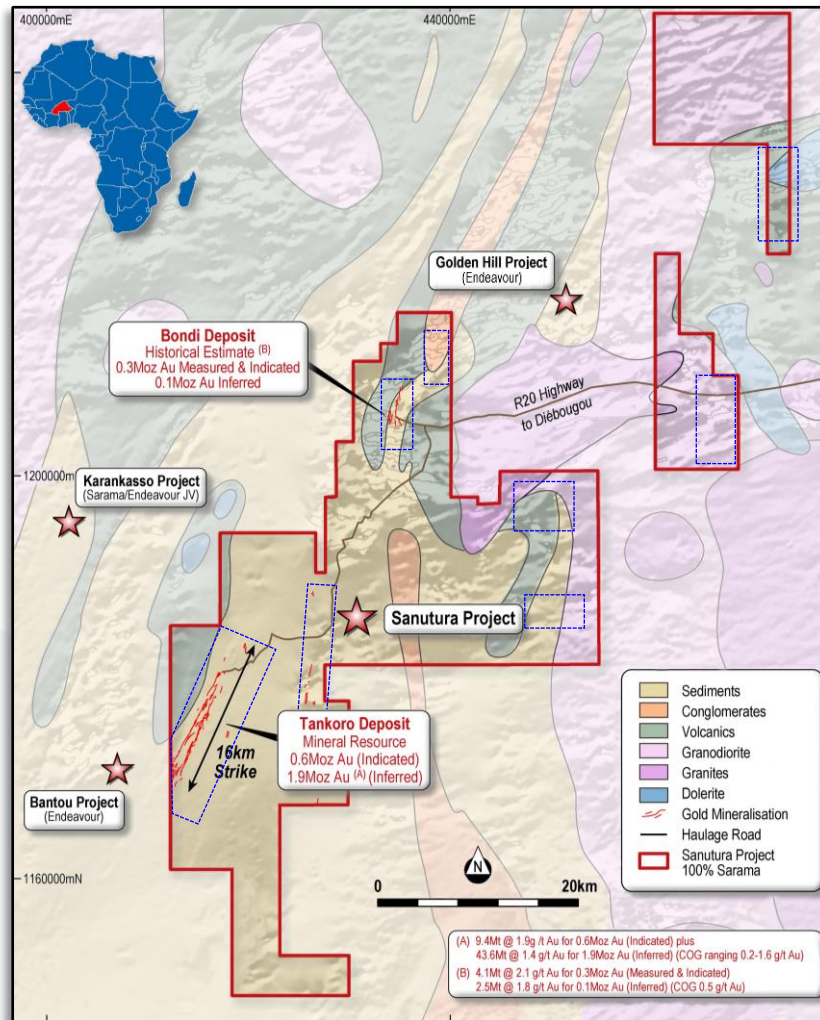 400000mE
440000mE
Golden Hill Project
(Endeavour)
Bondi Deposit
Historical Estimate (B)
0.3Moz Au Measured & Indicated
0.1Moz Au Inferred
R20 Highway
to Diébougou
1200000m
Karankasso Project
(Sarama/Endeavour JV)
Sanutura Project
Tankoro Deposit
Mineral Resource
0.6Moz Au (Indicated)
1.9Moz Au (A) (Inferred)
16km
Strike
Bantou Project
(Endeavour)
1160000mN
N
0 20km
Sediments
Conglomerates
Volcanics
Granodiorite
Granites
Dolerite
Gold Mineralisation
Haulage Road
Sanutura Project
100% Sarama
(A) 9.4Mt @ 1.9g /t Au for 0.6Moz Au (Indicated) plus
43.6Mt @ 1.4 g/t Au for 1.9Moz Au (Inferred) (COG ranging 0.2-1.6 g/t Au)
(B) 4.1Mt @ 2.1 g/t Au for 0.3Moz Au (Measured & Indicated)
2.5Mt @ 1.8 g/t Au for 0.1Moz Au (Inferred) (COG 0.5 g/t Au)